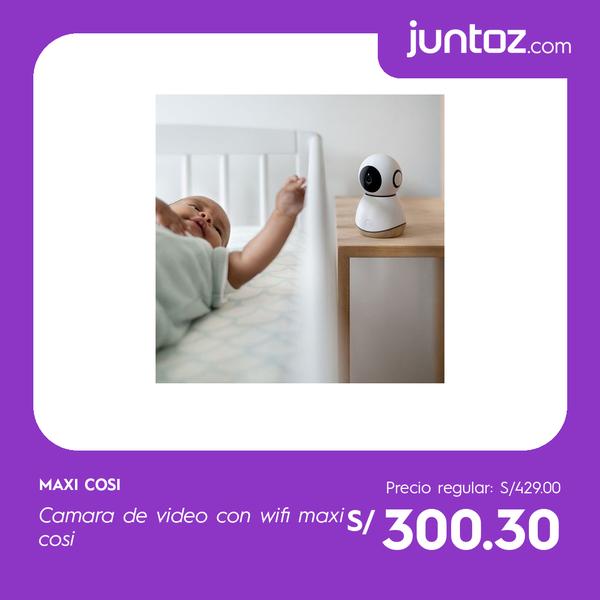 juntoz.com
MAXI COSI
Precio regular: S/429.00
Camara de video con wifi maxi
cosi
S/ 300.30